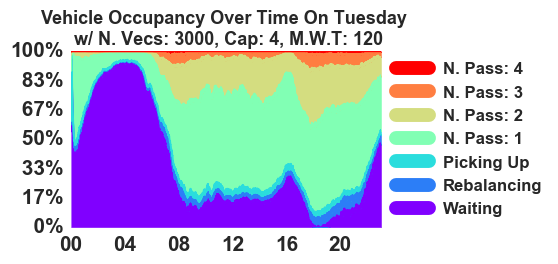 Vehicle Occupancy Over Time On Tuesday
w/ N. Vecs: 3000, Cap: 4, M.W.T: 120
100%
83%
67%
50%
33%
17%
0%
00 04 08 12 16 20
N. Pass: 4
N. Pass: 3
N. Pass: 2
N. Pass: 1
Picking Up
Rebalancing
Waiting